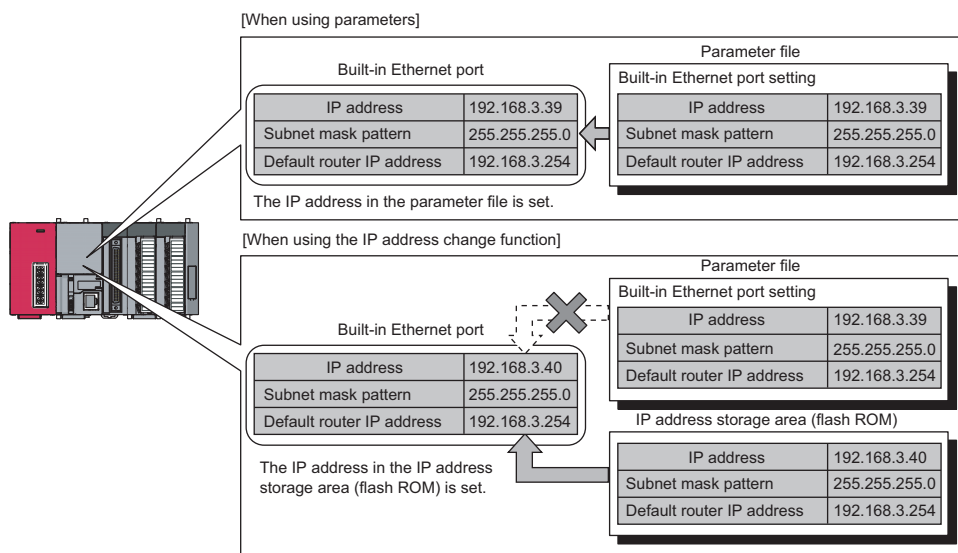 [When using parameters]
Parameter file
Built-in Ethernet port
Built-in Ethernet port setting
IP address 192.168.3.39
Subnet mask pattern 255.255.255.0
Default router IP address 192.168.3.254
IP address 192.168.3.39
Subnet mask pattern 255.255.255.0
Default router IP address 192.168.3.254
The IP address in the parameter file is set.
[When using the IP address change function]
Parameter file
Built-in Ethernet port setting
IP address 192.168.3.39
Subnet mask pattern 255.255.255.0
Default router IP address 192.168.3.254
Built-in Ethernet port
IP address 192.168.3.40
Subnet mask pattern 255.255.255.0
Default router IP address 192.168.3.254
IP address storage area (flash ROM)
IP address 192.168.3.40
Subnet mask pattern 255.255.255.0
Default router IP address 192.168.3.254
The IP address in the IP address
storage area (flash ROM) is set.